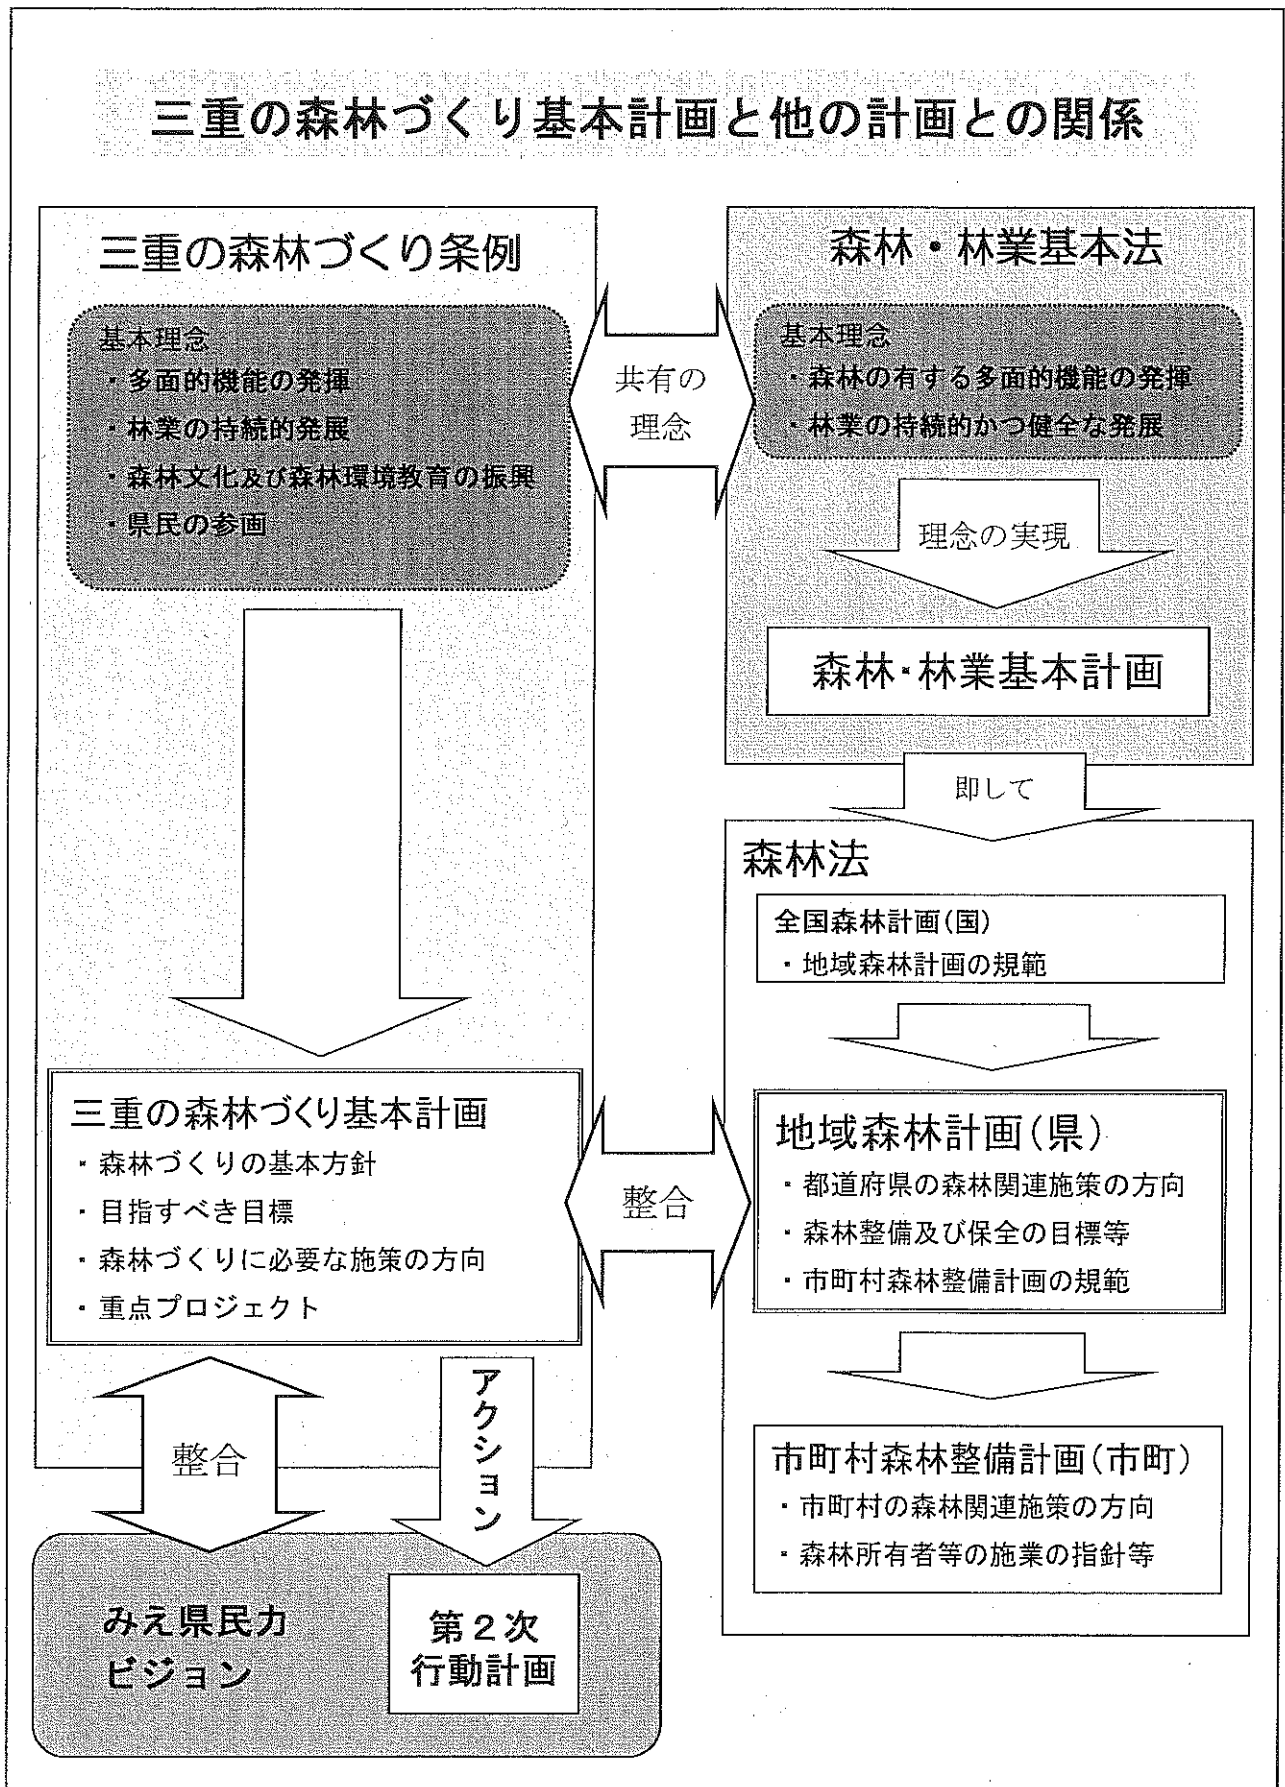 三重の森林づくり基本計画と他の計画との関係
三重の森林づくり条例
基本理念
・多面的機能の発揮
・林業の持続的発展
・森林文化及び森林環境教育の振興
・県民の参画
共有の
理念
森林・林業基本法
基本理念
・森林の有する多面的機能の発揮
・林業の持続的かつ健全な発展
理念の実現
森林・林業基本計画
即して
森林法
全国森林計画(国)
・地域森林計画の規範
三重の森林づくり基本計画
・森林づくりの基本方針
・目指すべき目標
・森林づくりに必要な施策の方向
・重点プロジェクト
整合
地域森林計画(県)
・都道府県の森林関連施策の方向
・森林整備及び保全の目標等
・市町村森林整備計画の規範
整合
アクション
市町村森林整備計画(市町)
・市町村の森林関連施策の方向
・森林所有者等の施業の指針等
みえ県民力
ビジョン
第2次
行動計画